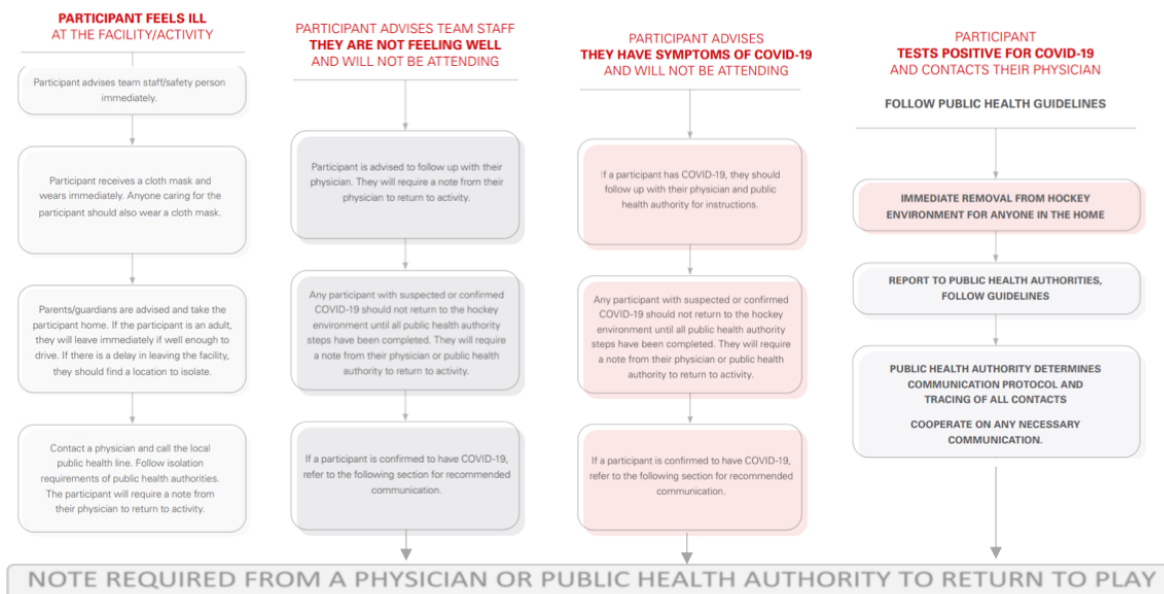 PARTICIPANT FEELS ILL
AT THE FACILITY/ACTIVITY
Participant advises team staff/safety person
immediately.
Participant receives a cloth mask and
wears immediately. Anyone caring for the
participant should also wear a cloth mask.
Parents/guardians are advised and take the
participant home. If the participant is an adult,
they will leave immediately if well enough to
drive. If there is a delay in leaving the facility,
they should find a location to isolate.
Contact a physician and call the local
public health line. Follow isolation
requirements of public health authorities.
The participant will require a note from
their physician to return to activity.
PARTICIPANT ADVISES TEAM STAFF
THEY ARE NOT FEELING WELL
AND WILL NOT BE ATTENDING
Participant is advised to follow up with their
physician. They will require a note from their
physician to return to activity.
Any participant with suspected or confirmed
COVID-19 should not return to the hockey
environment until all public health authority
steps have been completed. They will require
a note from their physician or public health
authority to return to activity.
If a participant is confirmed to have COVID-19,
refer to the following section for recommended
communication.
PARTICIPANT ADVISES
THEY HAVE SYMPTOMS OF COVID-19
AND WILL NOT BE ATTENDING
If a participant has COVID-19, they should
follow up with their physician and public
health authority for instructions.
Any participant with suspected or confirmed
COVID-19 should not return to the hockey
environment until all public health authority
steps have been completed. They will require
a note from their physician or public health
authority to return to activity.
If a participant is confirmed to have COVID-19,
refer to the following section for recommended
communication.
PARTICIPANT
TESTS POSITIVE FOR COVID-19
AND CONTACTS THEIR PHYSICIAN
FOLLOW PUBLIC HEALTH GUIDELINES
IMMEDIATE REMOVAL FROM HOCKEY
ENVIRONMENT FOR ANYONE IN THE HOME
REPORT TO PUBLIC HEALTH AUTHORITIES,
FOLLOW GUIDELINES
PUBLIC HEALTH AUTHORITY DETERMINES
COMMUNICATION PROTOCOL AND
TRACING OF ALL CONTACTS
COOPERATE ON ANY NECESSARY
COMMUNICATION.
NOTE REQUIRED FROM A PHYSICIAN OR PUBLIC HEALTH AUTHORITY TO RETURN TO PLAY